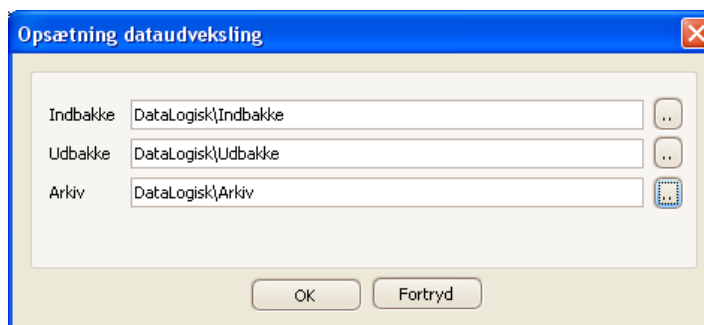 Opsætning dataudveksling
Indbakke DataLogisk\Indbakke ..
Udbakke DataLogisk\Udbakke ..
Arkiv DataLogisk\Arkiv ..
OK Fortryd